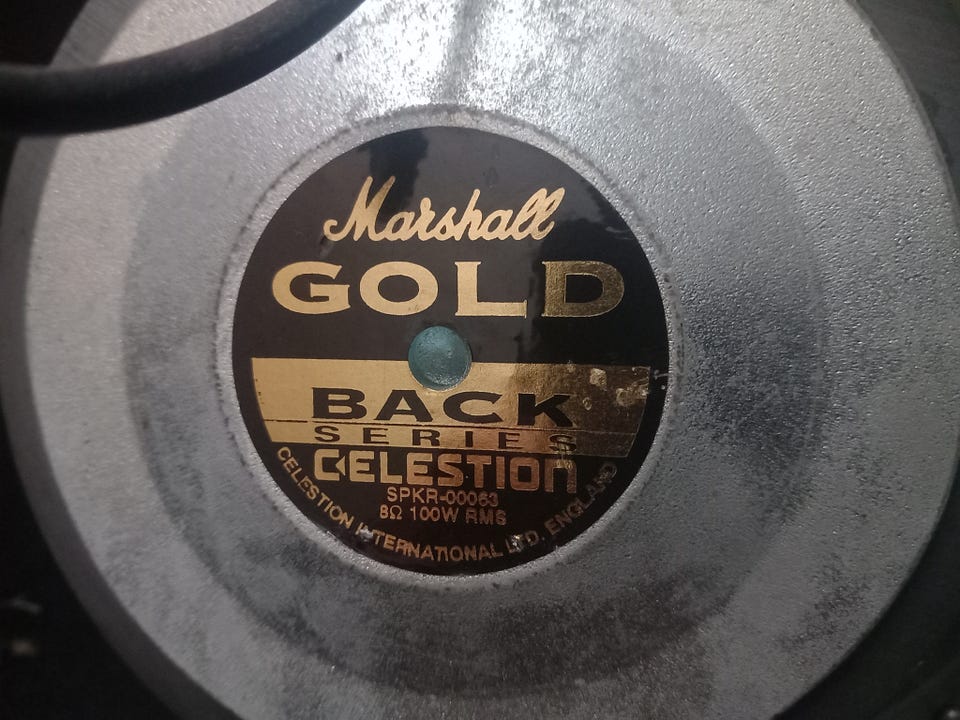 Marshall
GOLD
BACK
SERIES
CELESTION
SPKR-00063
8Ω 100W RMS
CELESTION INTERNATIONAL LTD. ENGLAND